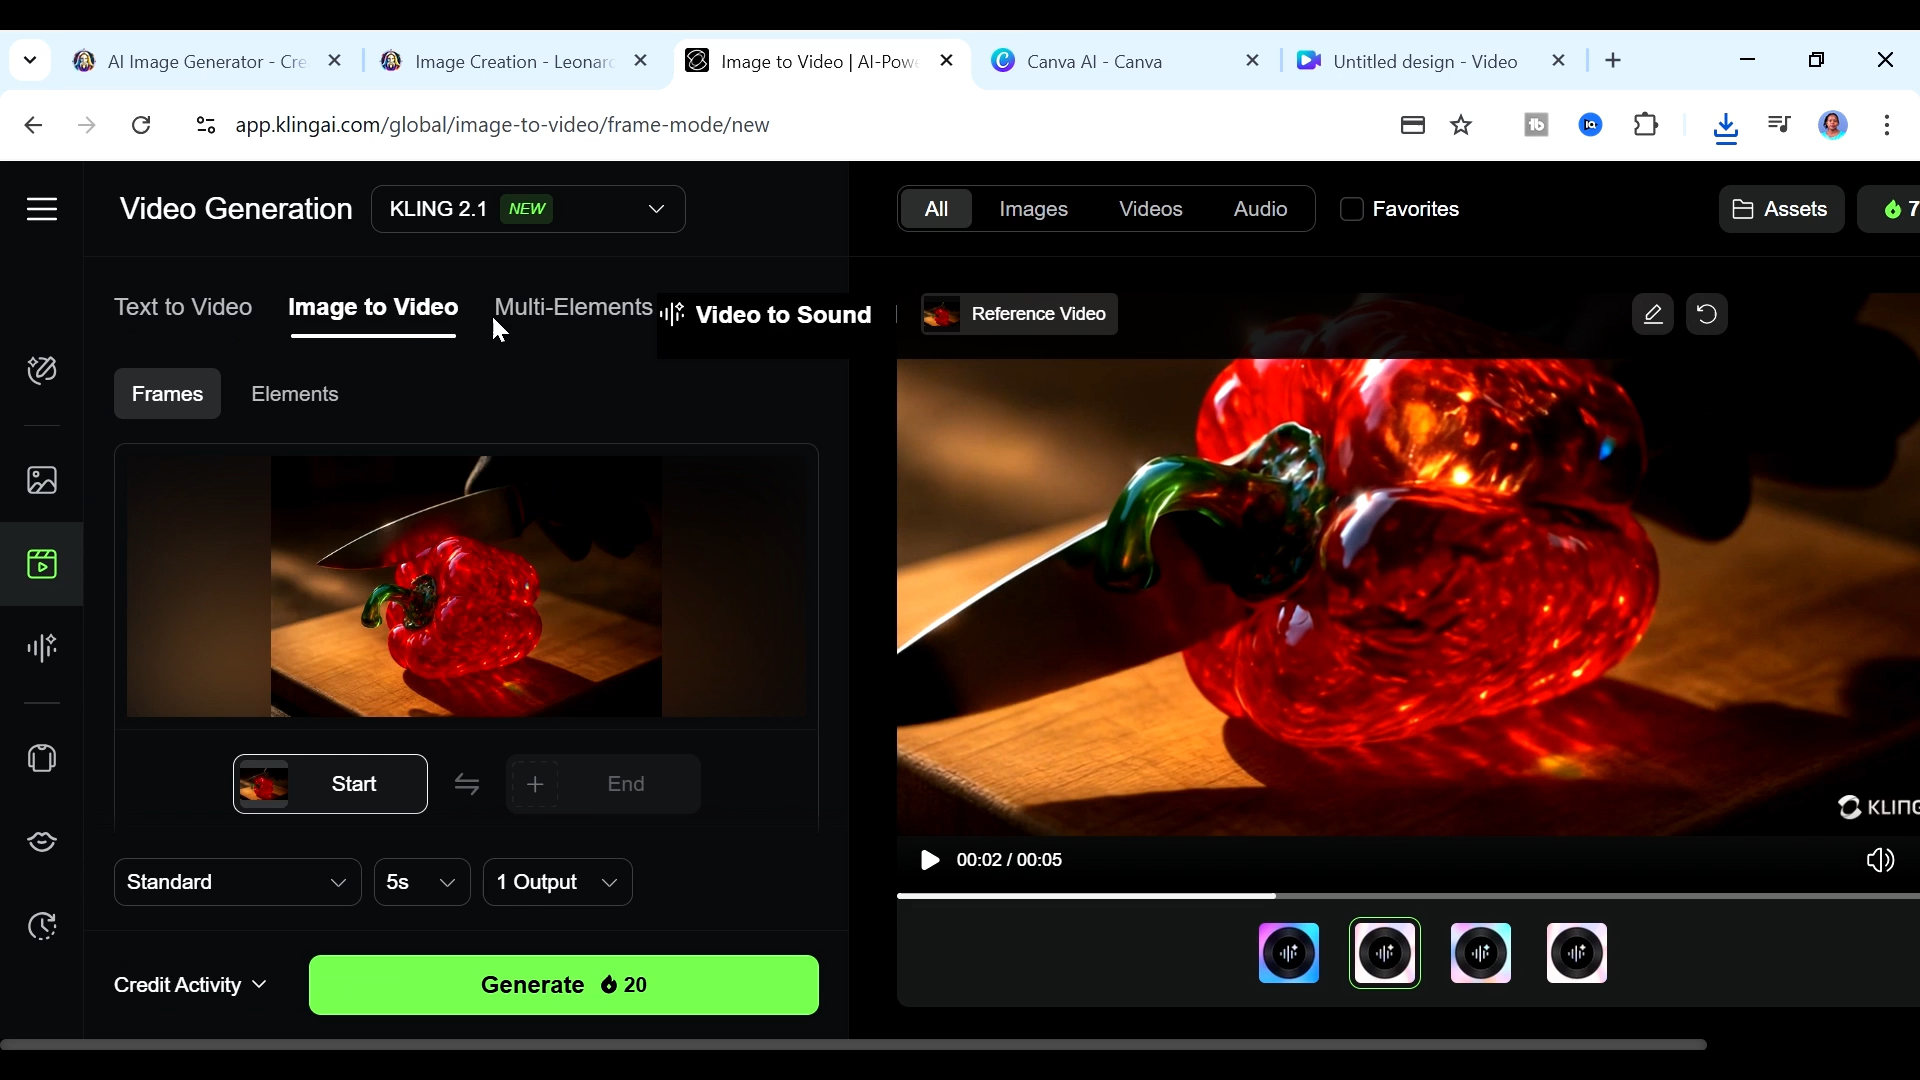 AI Image Generator - Cre
Image Creation - Leonard
Image to Video | AI-Powe
Canva AI - Canva
Untitled design - Video
app.klingai.com/global/image-to-video/frame-mode/new
Video Generation
KLING 2.1 NEW
All
Images
Videos
Audio
Favorites
Assets
7
Text to Video
Image to Video
Multi-Elements
Video to Sound
Reference Video
Frames
Elements
Start
End
KLING
00:02 / 00:05
Standard
5s
1 Output
Credit Activity
Generate 20